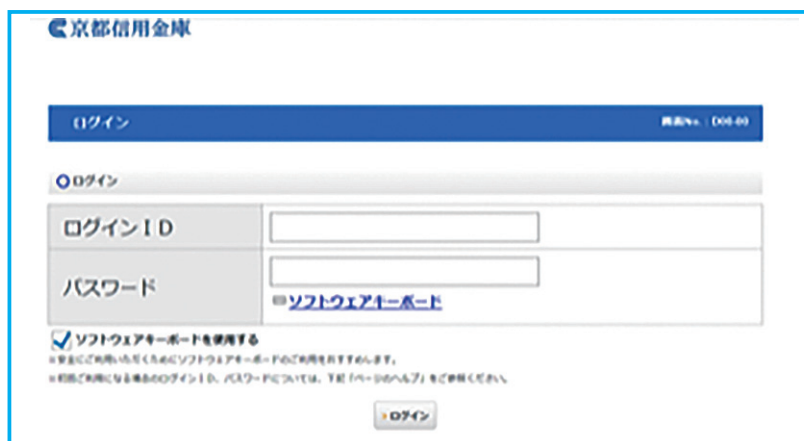 京都信用金庫
ログイン
画面No.：D00-00
ログイン
ログインＩＤ
パスワード
ソフトウェアキーボード
ソフトウェアキーボードを使用する
※安全にご利用いただくためにソフトウェアキーボードのご利用をおすすめします。
※初回ご利用になる場合のログインＩＤ、パスワードについては、下記「ページのヘルプ」をご参照ください。
ログイン